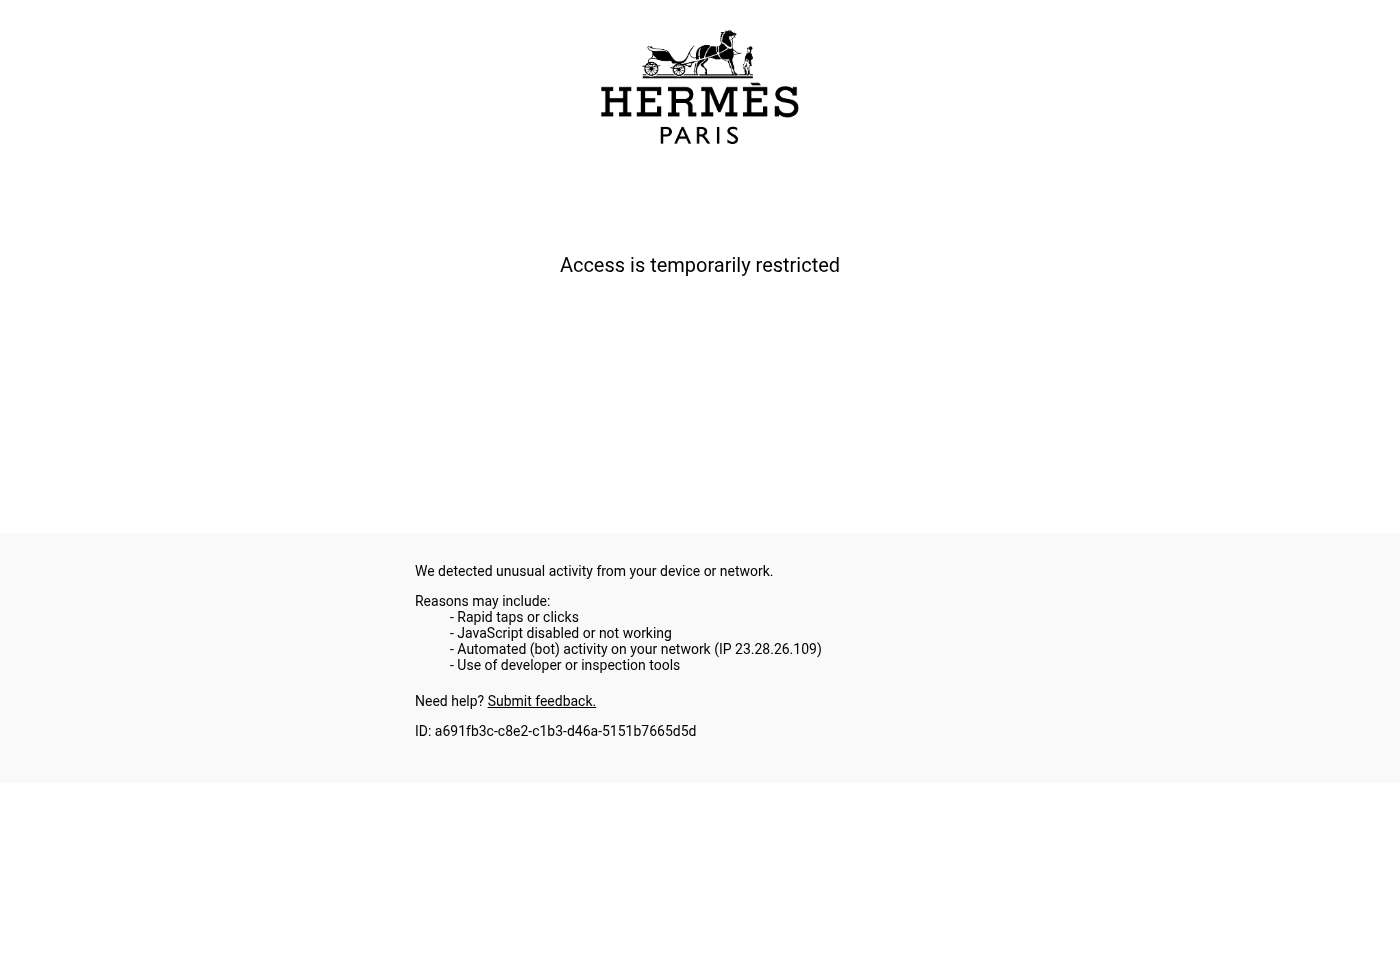 HERMÈS
PARIS
Access is temporarily restricted
We detected unusual activity from your device or network.
Reasons may include:
- Rapid taps or clicks
- JavaScript disabled or not working
- Automated (bot) activity on your network (IP 23.28.26.109)
- Use of developer or inspection tools
Need help? Submit feedback.
ID: a691fb3c-c8e2-c1b3-d46a-5151b7665d5d